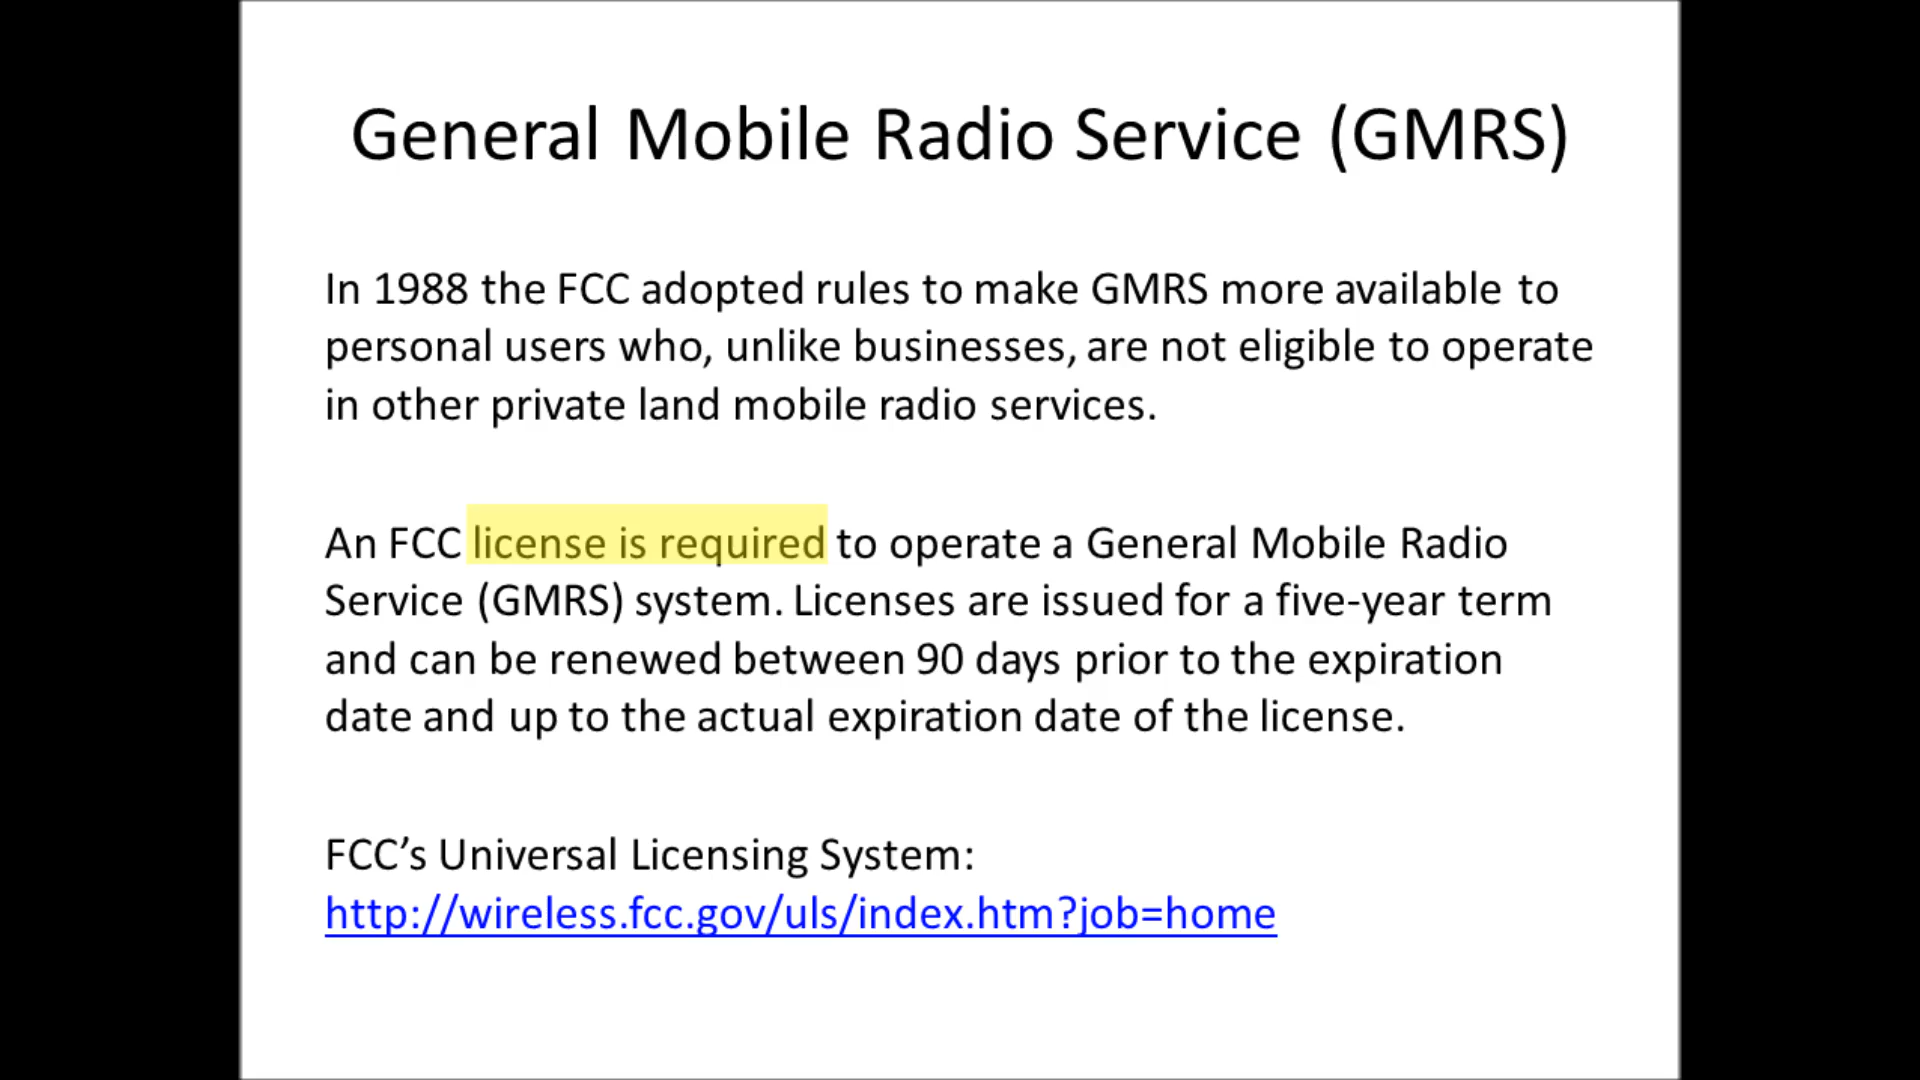 General Mobile Radio Service (GMRS)
In 1988 the FCC adopted rules to make GMRS more available to
personal users who, unlike businesses, are not eligible to operate
in other private land mobile radio services.
An FCC license is required to operate a General Mobile Radio
Service (GMRS) system. Licenses are issued for a five-year term
and can be renewed between 90 days prior to the expiration
date and up to the actual expiration date of the license.
FCC’s Universal Licensing System:
http://wireless.fcc.gov/uls/index.htm?job=home